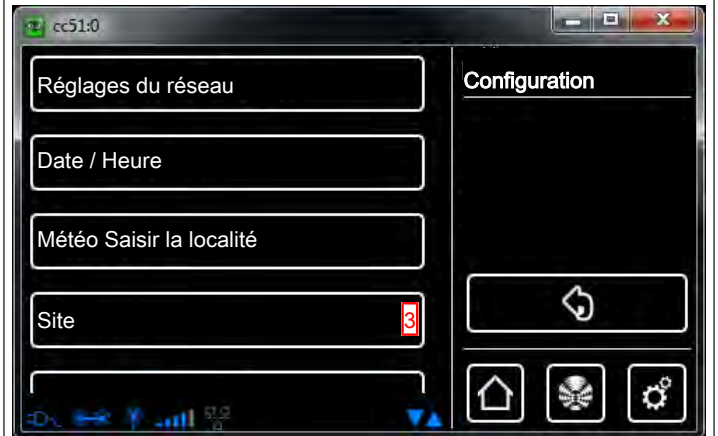 cc51:0
Réglages du réseau
Configuration
Date / Heure
Météo Saisir la localité
Site 3